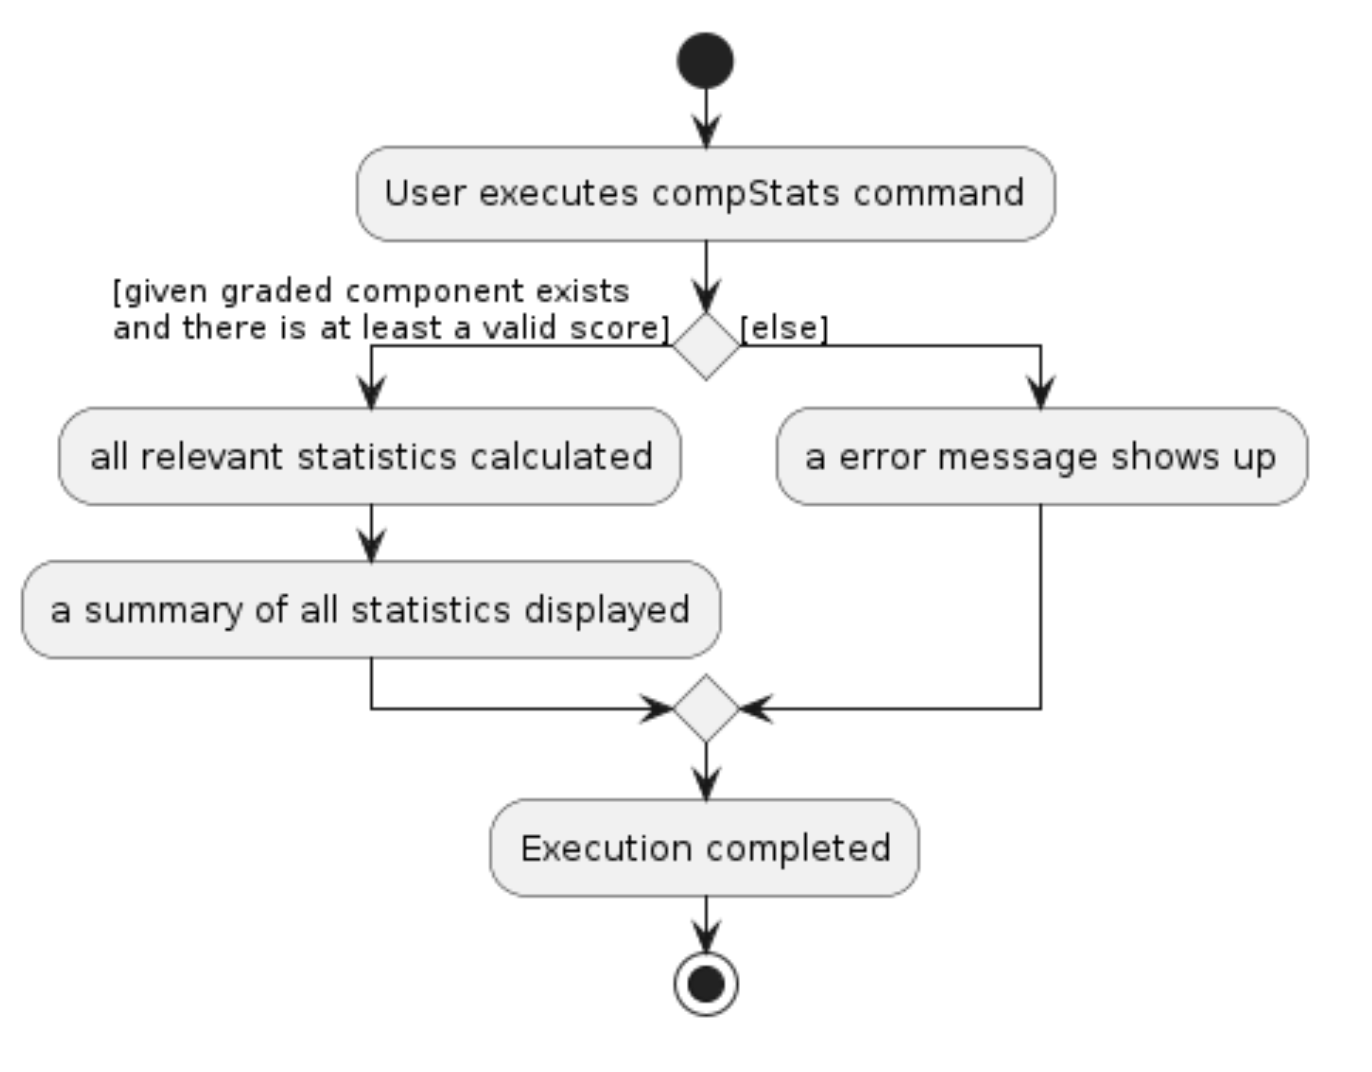 User executes compStats command
[given graded component exists
and there is at least a valid score]
[else]
all relevant statistics calculated
a error message shows up
a summary of all statistics displayed
Execution completed